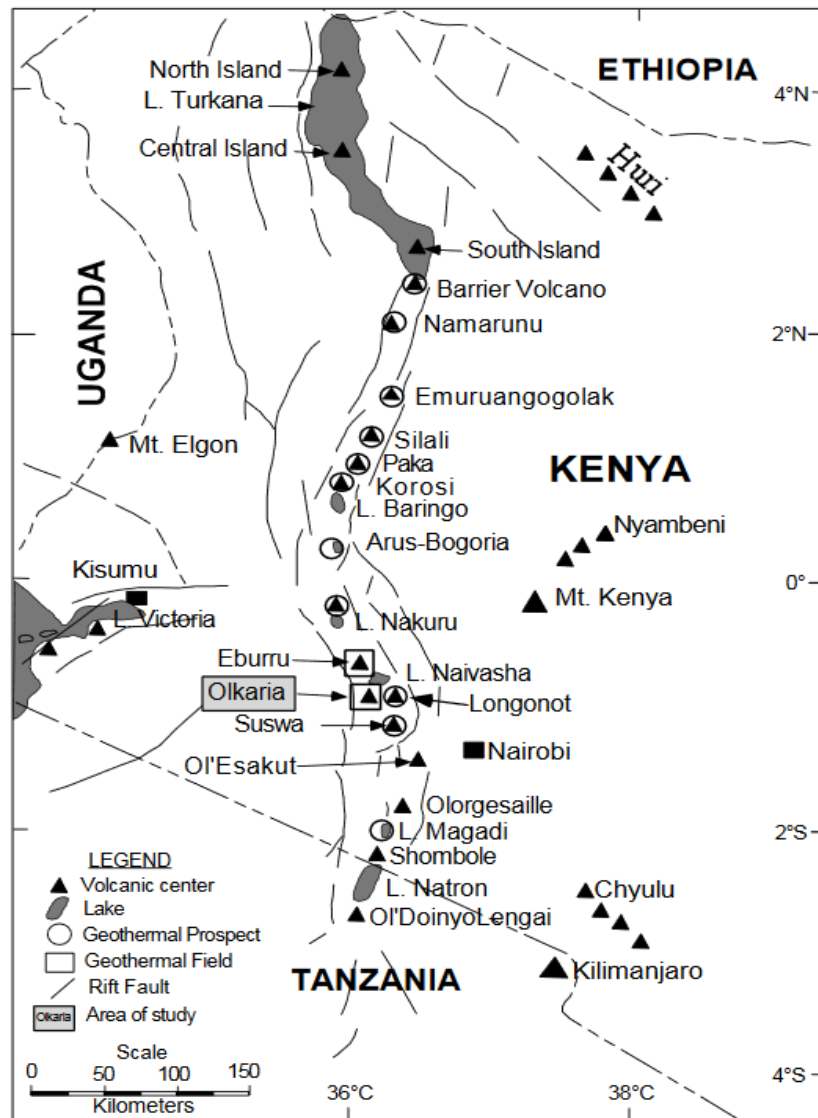 North Island
ETHIOPIA
L. Turkana
4°N
Central Island
Huri
South Island
Barrier Volcano
UGANDA
Namarunu
2°N
Emuruangogolak
Mt. Elgon
Silali
Paka
KENYA
Korosi
L. Baringo
Nyambeni
Arus-Bogoria
Kisumu
0°
Mt. Kenya
L. Victoria
L. Nakuru
Eburru
L. Naivasha
Olkaria
Longonot
Suswa
Nairobi
Ol'Esakut
Olorgesaille
L. Magadi
2°S
Shombole
LEGEND
Volcanic center
L. Natron
Chyulu
Lake
Ol'DoinyoLengai
Geothermal Prospect
Geothermal Field
TANZANIA
Kilimanjaro
Rift Fault
Olkaria Area of study
Scale
0 50 100 150
Kilometers
4°S
36°C
38°C